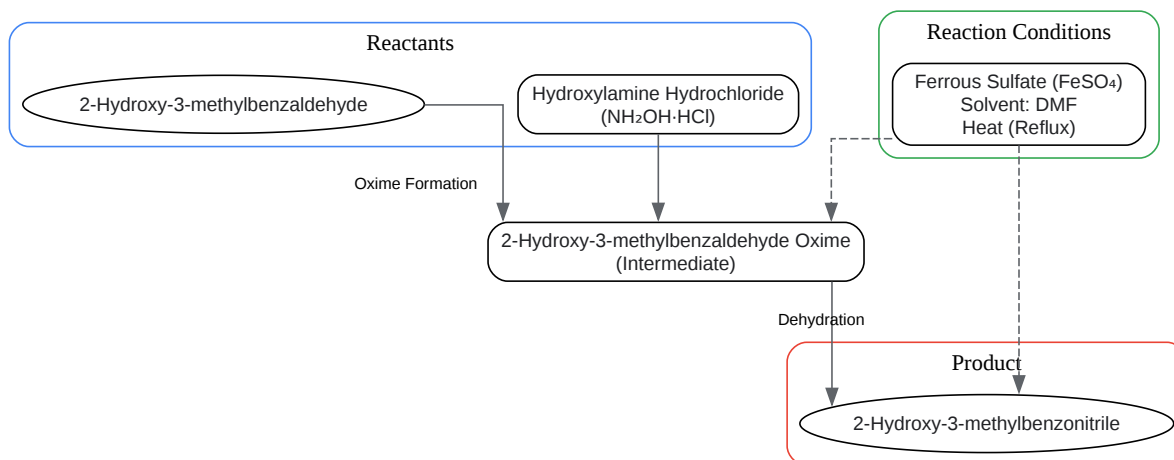 Reactants
Reaction Conditions
2-Hydroxy-3-methylbenzaldehyde
Hydroxylamine Hydrochloride
(NH₂OH·HCl)
Ferrous Sulfate (FeSO₄)
Solvent: DMF
Heat (Reflux)
Oxime Formation
2-Hydroxy-3-methylbenzaldehyde Oxime
(Intermediate)
Dehydration
Product
2-Hydroxy-3-methylbenzonitrile